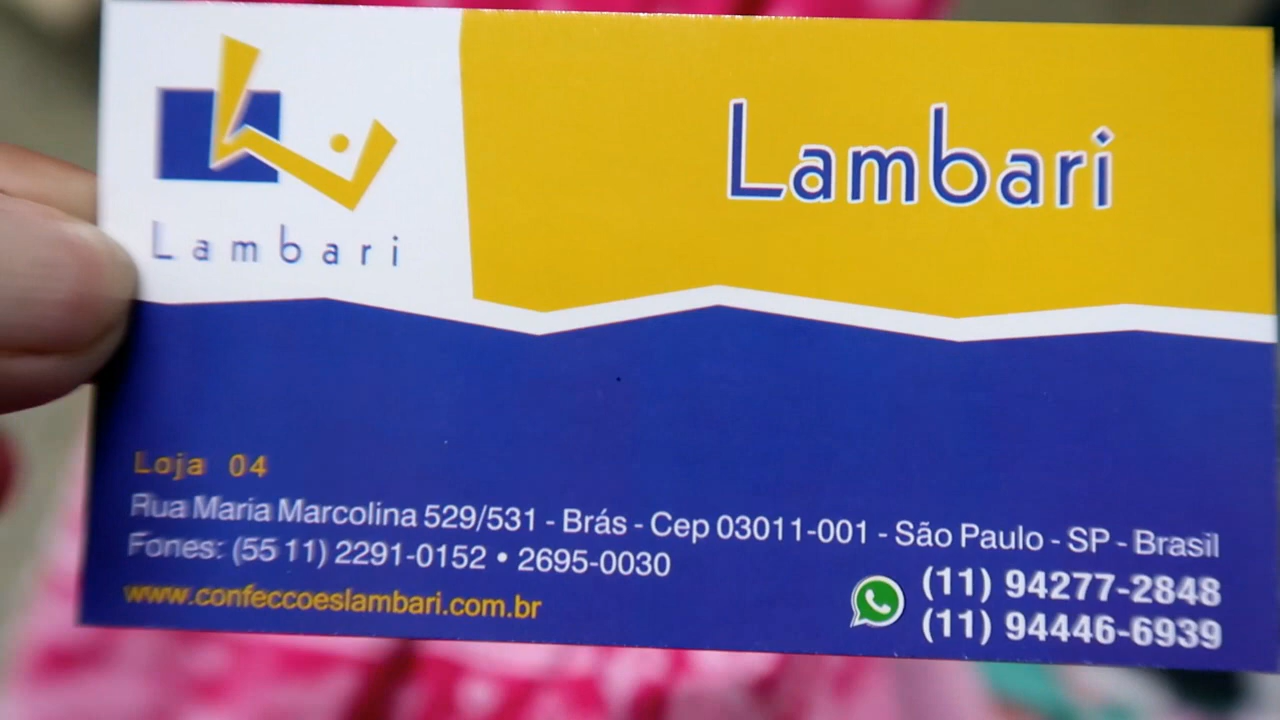 Lambari
Lambari
Loja 04
Rua Maria Marcolina 529/531 - Brás - Cep 03011-001 - São Paulo - SP - Brasil
Fones: (55 11) 2291-0152 • 2695-0030
www.confeccoeslambari.com.br
(11) 94277-2848
(11) 94446-6939